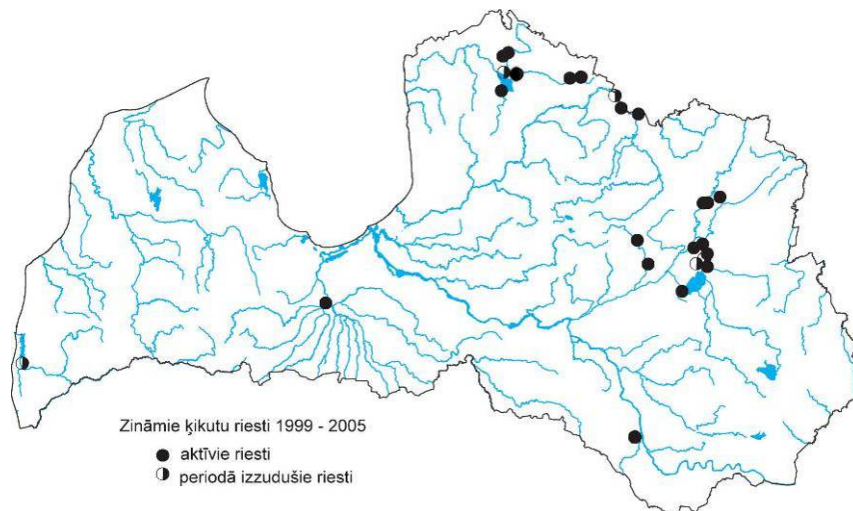 Zināmie ķikutu riesti 1999 - 2005
aktīvie riesti
periodā izzudušie riesti